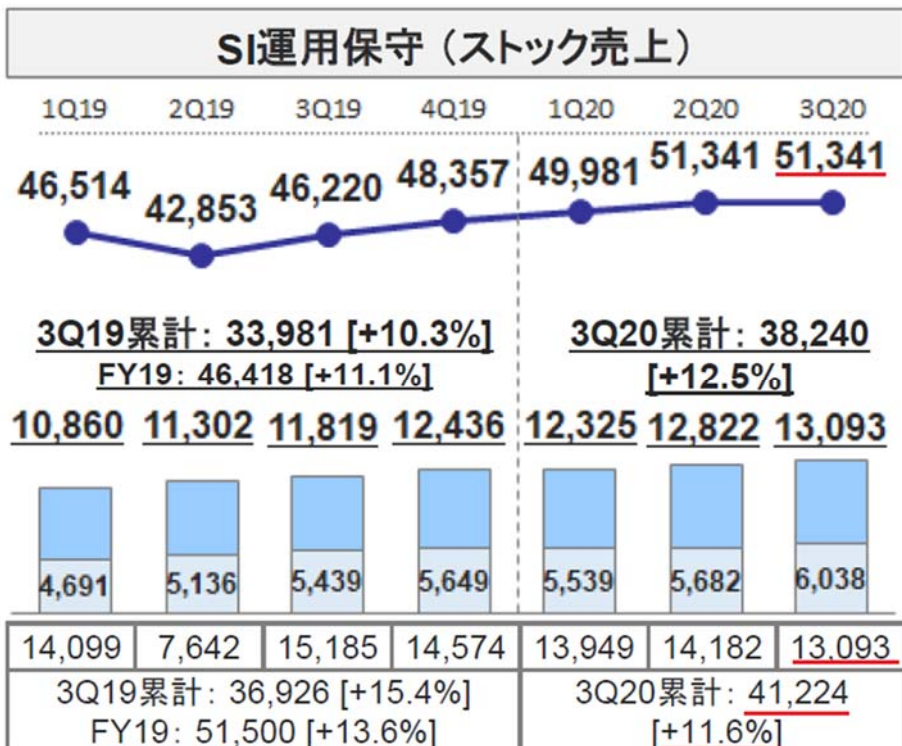 SI運用保守（ストック売上）
1Q19 2Q19 3Q19 4Q19 1Q20 2Q20 3Q20
46,514 42,853 46,220 48,357 49,981 51,341 51,341
3Q19累計: 33,981 [+10.3%] 3Q20累計: 38,240
FY19: 46,418 [+11.1%] [+12.5%]
10,860 11,302 11,819 12,436 12,325 12,822 13,093
4,691 5,136 5,439 5,649 5,539 5,682 6,038
14,099 7,642 15,185 14,574 13,949 14,182 13,093
3Q19累計: 36,926 [+15.4%] 3Q20累計: 41,224
FY19: 51,500 [+13.6%] [+11.6%]